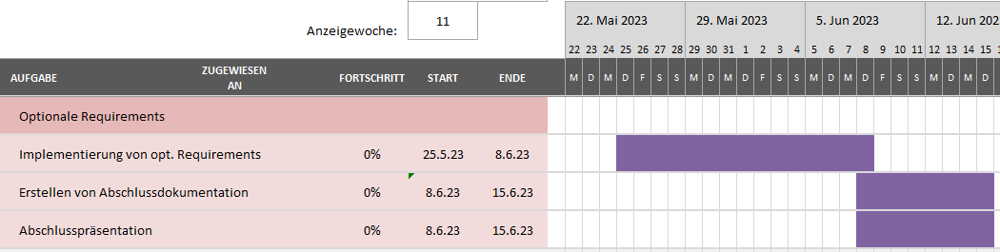 Anzeigewoche: 11
22. Mai 2023 29. Mai 2023 5. Jun 2023 12. Jun 202
22 23 24 25 26 27 28 29 30 31 1 2 3 4 5 6 7 8 9 10 11 12 13 14 15
AUFGABE ZUGEWIESEN AN FORTSCHRITT START ENDE M D M D F S S M D M D F S S M D M D F S S M D M D
Optionale Requirements
Implementierung von opt. Requirements 0% 25.5.23 8.6.23
Erstellen von Abschlussdokumentation 0% 8.6.23 15.6.23
Abschlusspräsentation 0% 8.6.23 15.6.23